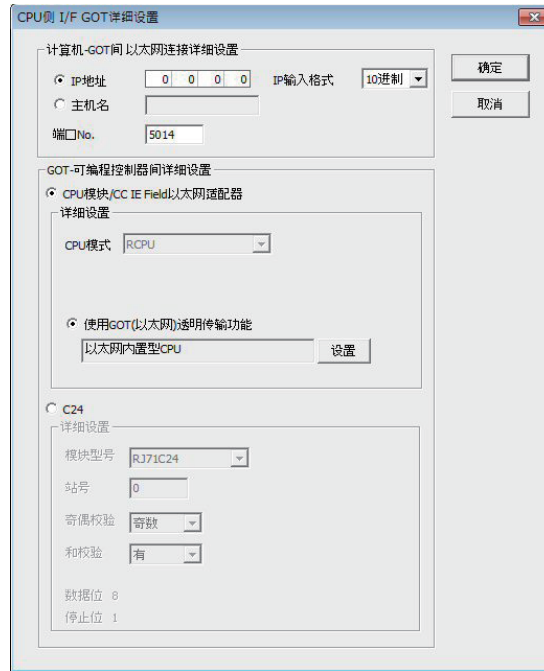 CPU侧 I/F GOT详细设置
计算机-GOT间 以太网连接详细设置
IP地址 0 0 0 0 IP输入格式 10进制
主机名
端口No. 5014
确定
取消
GOT-可编程控制器间详细设置
CPU模块/CC IE Field以太网适配器
详细设置
CPU模式 RCPU
使用GOT(以太网)透明传输功能
以太网内置型CPU 设置
C24
详细设置
模块型号 RJ71C24
站号 0
奇偶校验 奇数
和校验 有
数据位 8
停止位 1